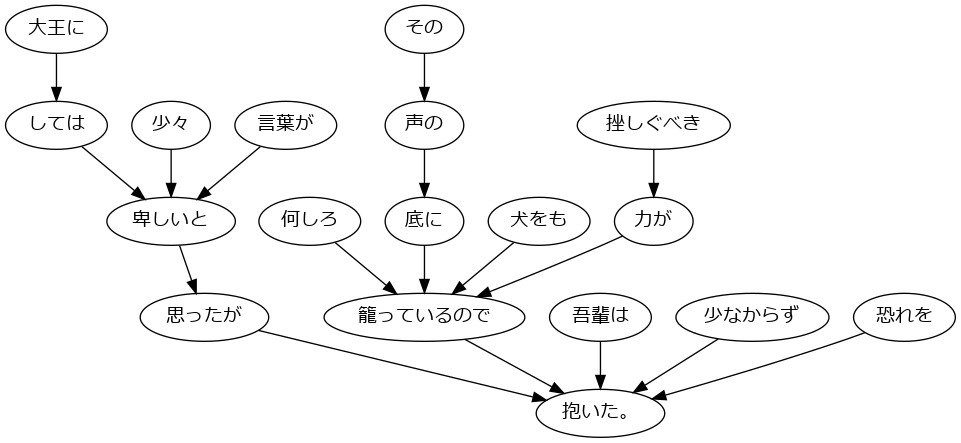 大王に
その
しては
少々
言葉が
声の
挫しぐべき
卑しいと
何しろ
底に
犬をも
力が
思ったが
籠っているので
吾輩は
少なからず
恐れを
抱いた。